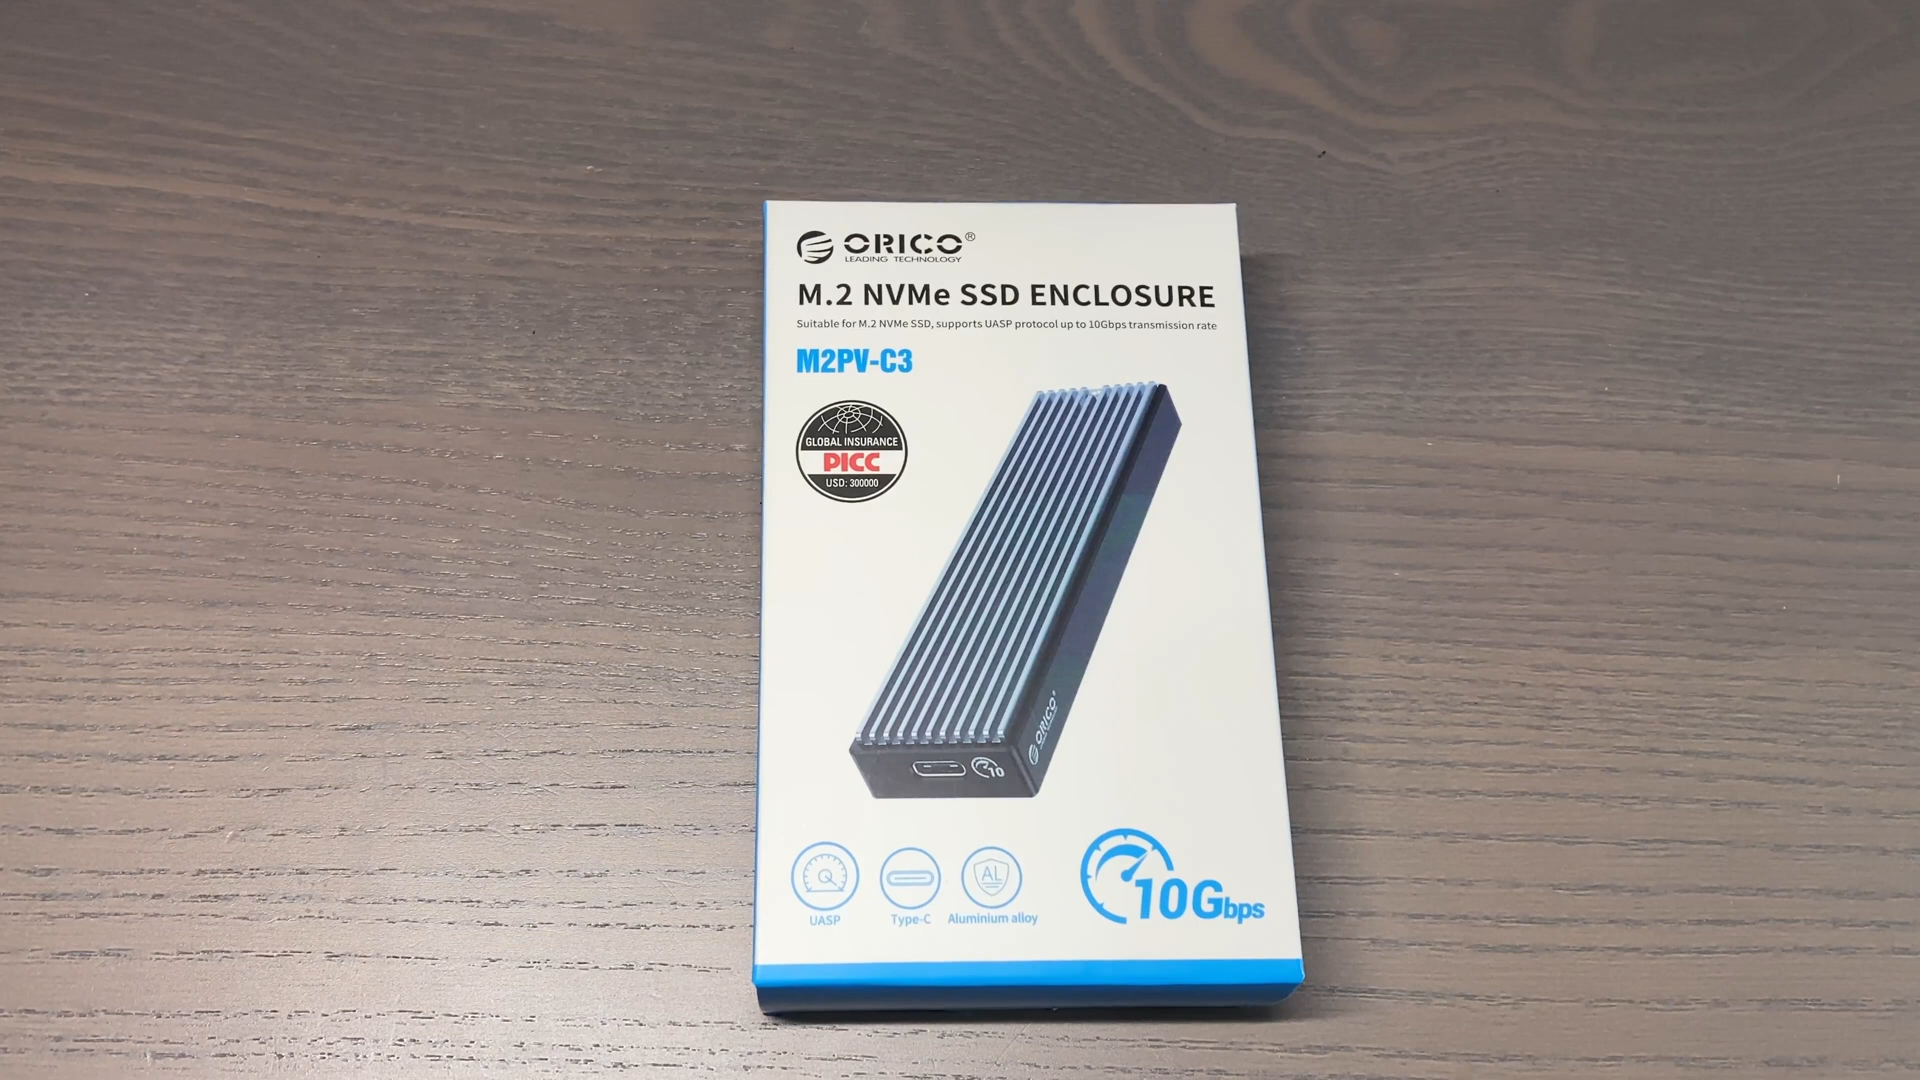 ORICO®
LEADING TECHNOLOGY
M.2 NVMe SSD ENCLOSURE
Suitable for M.2 NVMe SSD, supports UASP protocol up to 10Gbps transmission rate
M2PV-C3
GLOBAL INSURANCE
PICC
USD: 300000
ORICO
10
AL
UASP
Type-C
Aluminium alloy
10Gbps